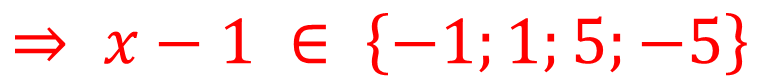 ⇒ x − 1 ∈ {−1; 1; 5; −5}